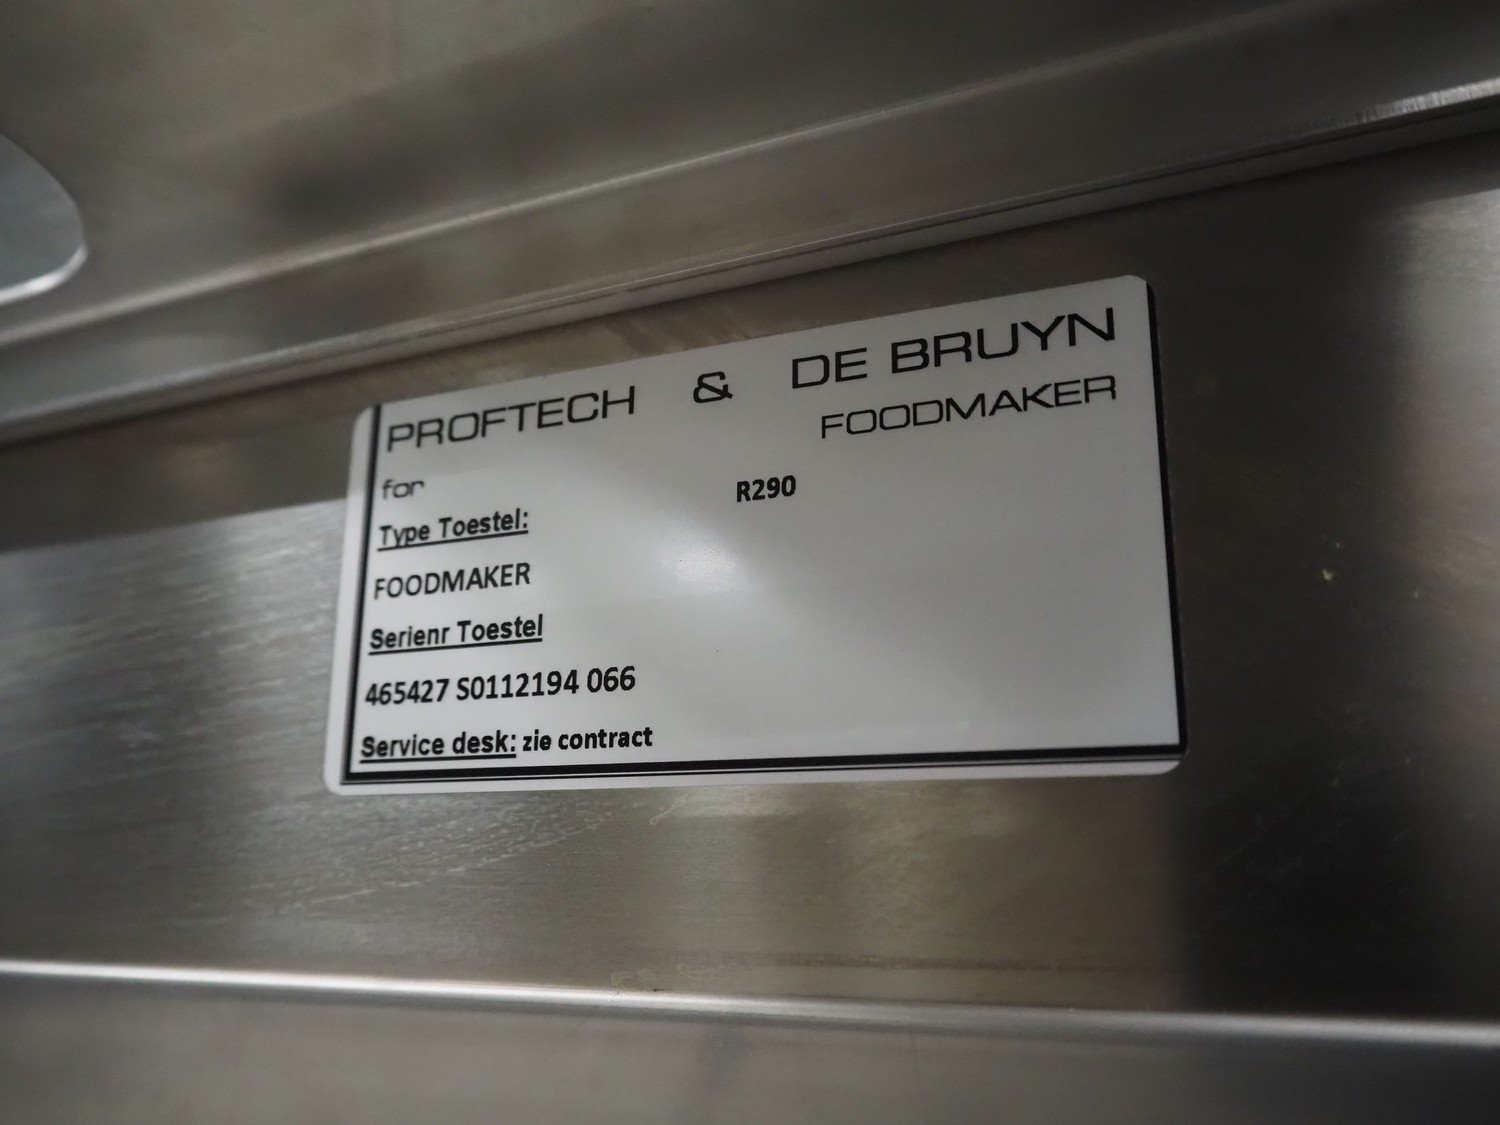 PROFTECH & DE BRUYN
for FOODMAKER
Type Toestel: R290
FOODMAKER
Serienr Toestel
465427 S0112194 066
Service desk: zie contract